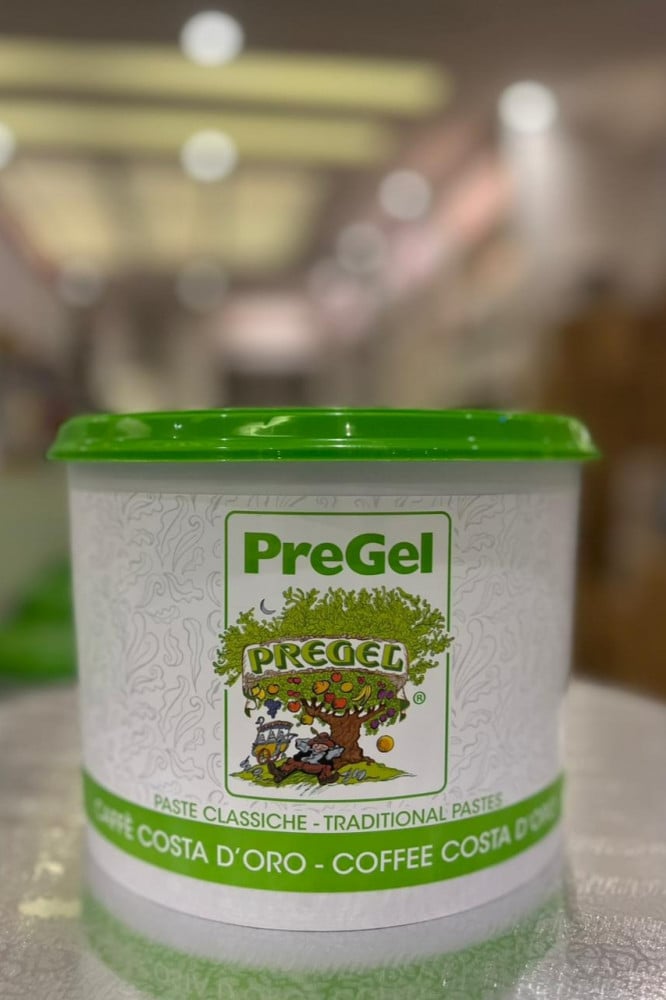 PreGel
PREGEL
®
PASTE CLASSICHE - TRADITIONAL PASTES
CAFFÈ COSTA D'ORO - COFFEE COSTA D'ORO